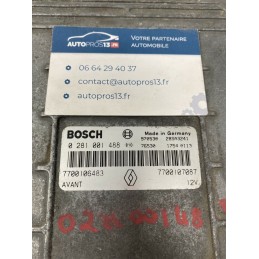 AUTOPROS13.FR
VOTRE PARTENAIRE
AUTOMOBILE
06 64 29 40 37
contact@autopros13.fr
autopros13.fr
BOSCH Made in Germany
0 281 001 488
7700106483 7700107087
AVANT 12V